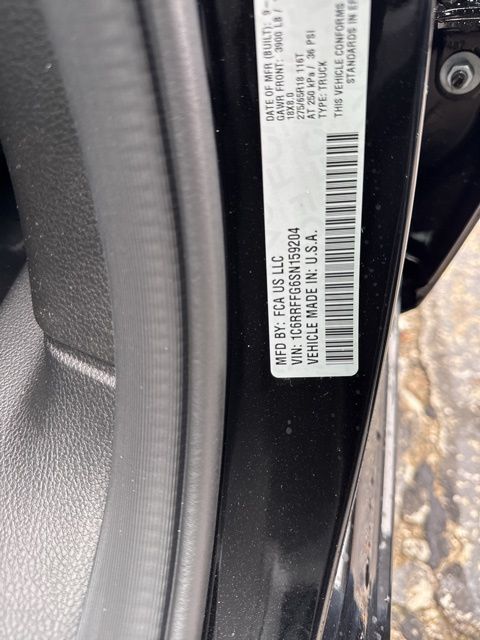 MFD BY: FCA US LLC
DATE OF MFR (BUILT): 9-
GAWR FRONT: 3900 LB /
18X8.0
275/65R18 116T
AT 250 kPa / 36 PSI
TYPE: TRUCK
THIS VEHICLE CONFORMS
STANDARDS IN EF
VIN: 1C6RRFFG6SN159204
VEHICLE MADE IN: U.S.A.